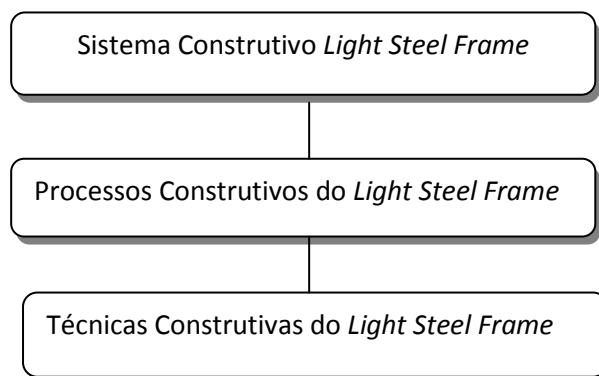 Sistema Construtivo Light Steel Frame
Processos Construtivos do Light Steel Frame
Técnicas Construtivas do Light Steel Frame